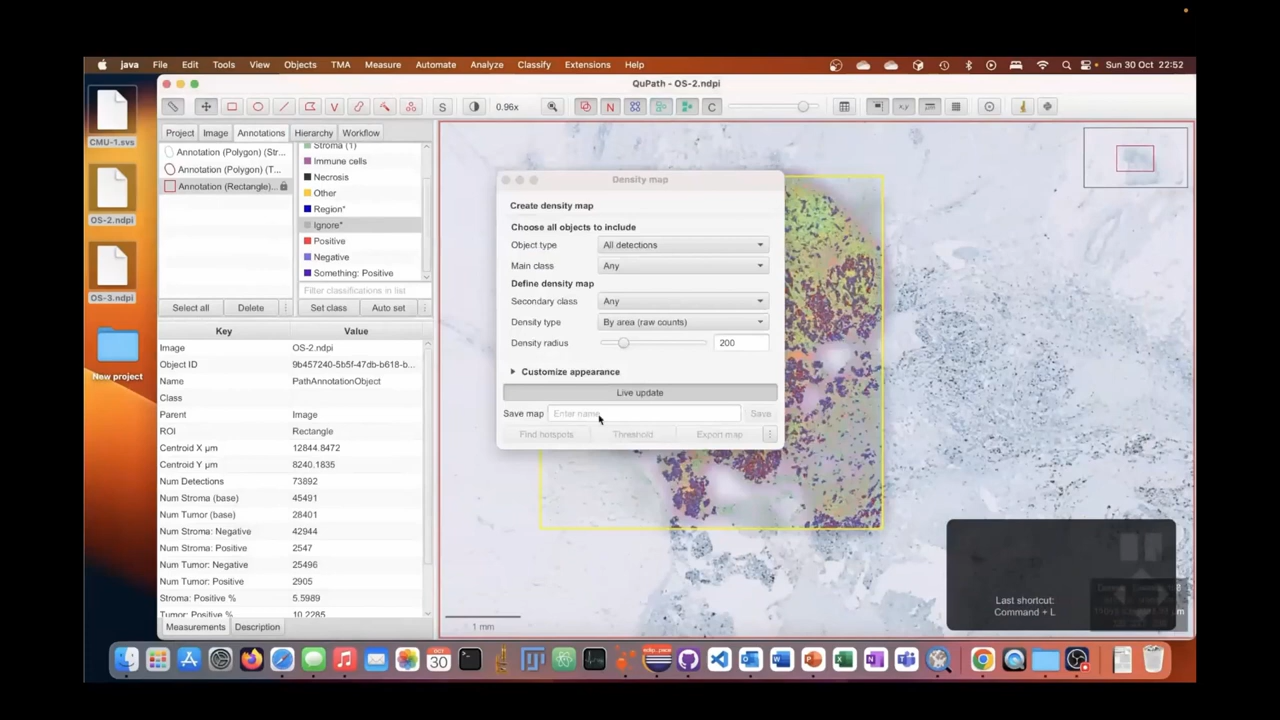 java File Edit Tools View Objects TMA Measure Automate Analyze Classify Extensions Help Sun 30 Oct 22:52
QuPath - OS-2.ndpi
S 0.96x N C
CMU-1.svs
OS-2.ndpi
OS-3.ndpi
New project
Project Image Annotations Hierarchy Workflow
Annotation (Polygon) (Str...
Annotation (Polygon) (T...
Annotation (Rectangle)...
Stroma (1)
Immune cells
Necrosis
Other
Region*
Ignore*
Positive
Negative
Something: Positive
Filter classifications in list
Select all Delete Set class Auto set
Key Value
Image OS-2.ndpi
Object ID 9b457240-5b5f-47db-b618-b...
Name PathAnnotationObject
Class
Parent Image
ROI Rectangle
Centroid X µm 12844.8472
Centroid Y µm 8240.1835
Num Detections 73892
Num Stroma (base) 45491
Num Tumor (base) 28401
Num Stroma: Negative 42944
Num Stroma: Positive 2547
Num Tumor: Negative 25496
Num Tumor: Positive 2905
Stroma: Positive % 5.5989
Tumor: Positive % 10.2285
Measurements Description
Density map
Create density map
Choose all objects to include
Object type All detections
Main class Any
Define density map
Secondary class Any
Density type By area (raw counts)
Density radius 200
Customize appearance
Live update
Save map Enter name Save
Find hotspots Threshold Export map
1 mm
Last shortcut:
Command + L
OCT
30